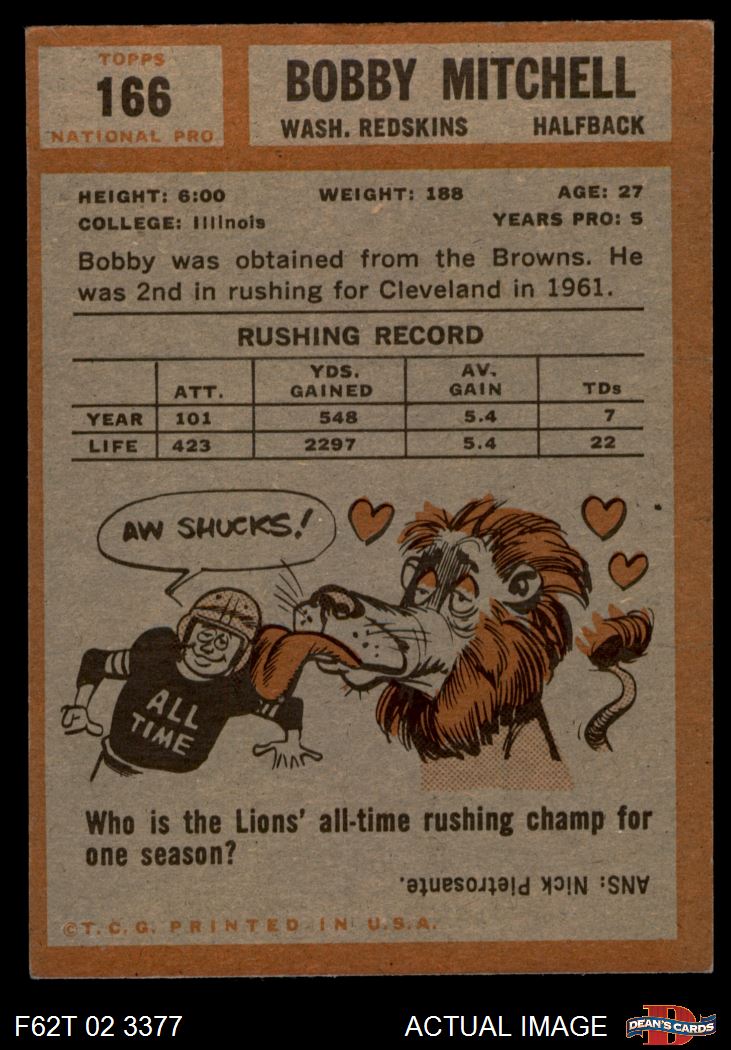 TOPPS
166
NATIONAL PRO
BOBBY MITCHELL
WASH. REDSKINS HALFBACK
HEIGHT: 6:00 WEIGHT: 188 AGE: 27
COLLEGE: Illinois YEARS PRO: 5
Bobby was obtained from the Browns. He
was 2nd in rushing for Cleveland in 1961.
RUSHING RECORD
ATT. YDS. GAINED AV. GAIN TDs
YEAR 101 548 5.4 7
LIFE 423 2297 5.4 22
AW SHUCKS!
ALL
TIME
Who is the Lions' all-time rushing champ for
one season?
ANS: Nick Pietrosante.
©T.C.G. PRINTED IN U.S.A.
F62T 02 3377 ACTUAL IMAGE D DEAN'S CARDS